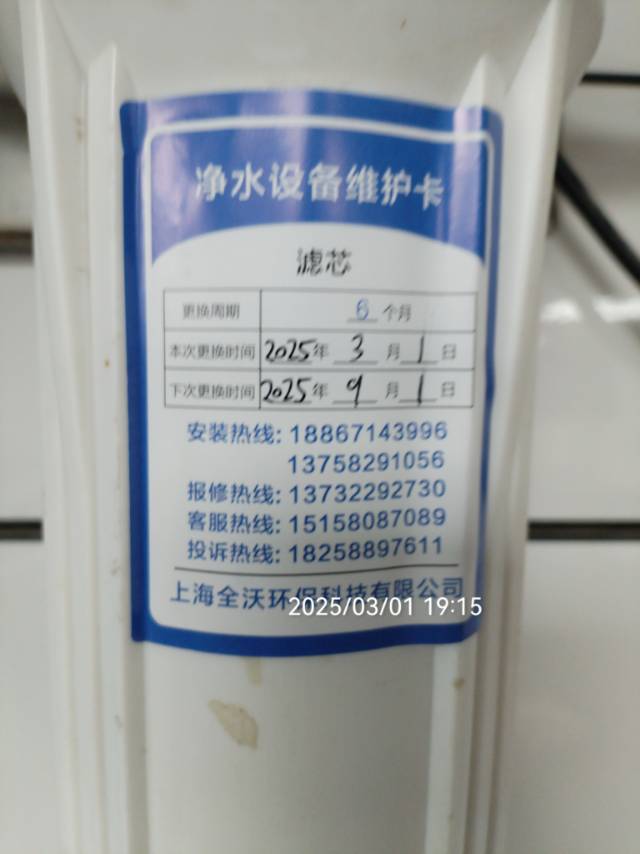 净水设备维护卡
滤芯
更换周期 6 个月
本次更换时间 2025年 3 月 1 日
下次更换时间 2025年 9 月 1 日
安装热线: 18867143996
13758291056
报修热线: 13732292730
客服热线: 15158087089
投诉热线: 18258897611
上海全沃环保科技有限公司
2025/03/01 19:15